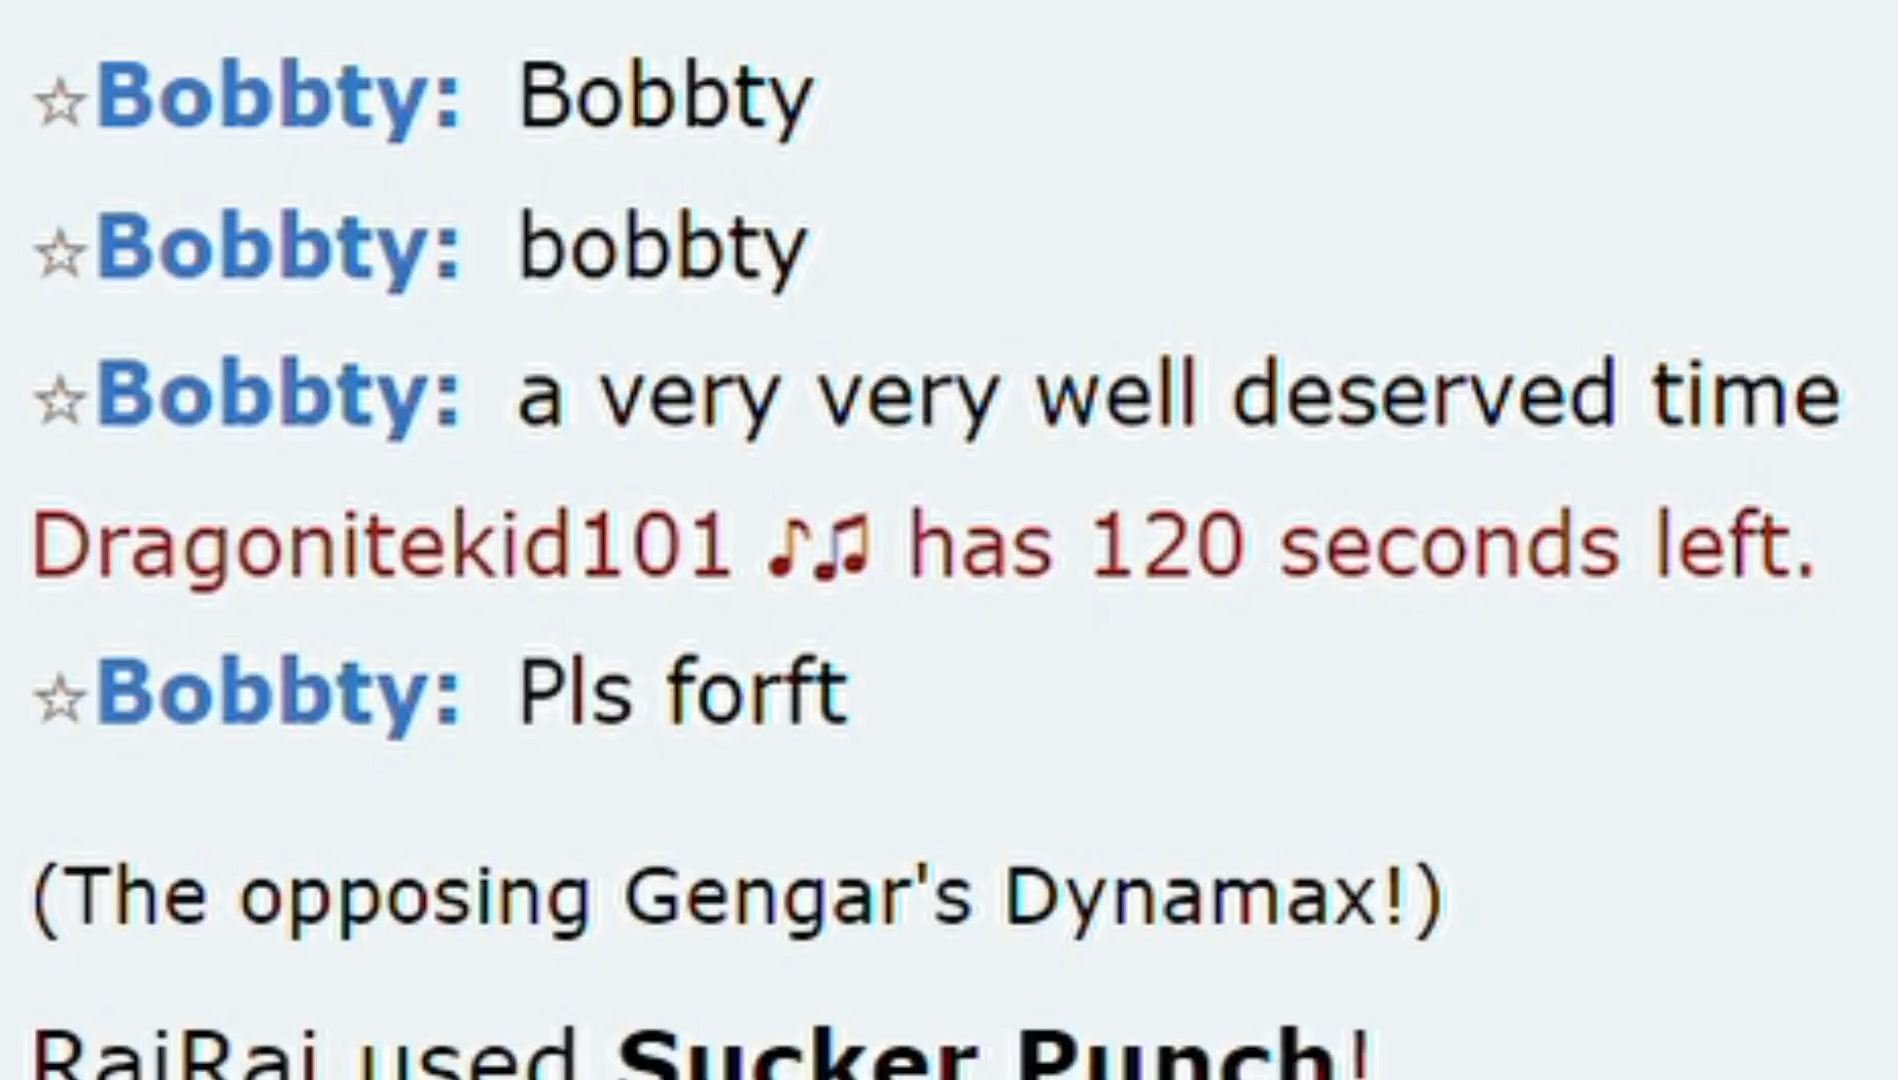 ☆Bobbty: Bobbty
☆Bobbty: bobbty
☆Bobbty: a very very well deserved time
Dragonitekid101 ♪♫ has 120 seconds left.
☆Bobbty: Pls forft
(The opposing Gengar's Dynamax!)
RaiRai used Sucker Punch!